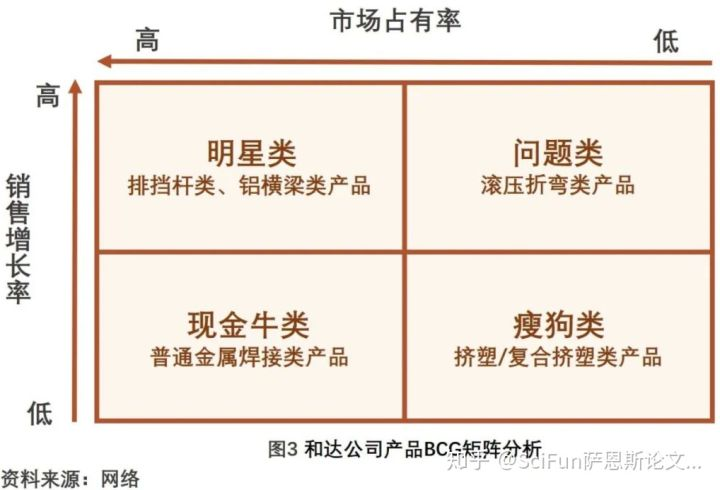 市场占有率
高
低
高
明星类
排挡杆类、铝横梁类产品
问题类
滚压折弯类产品
销售增长率
现金牛类
普通金属焊接类产品
瘦狗类
挤塑/复合挤塑类产品
低
图3 和达公司产品BCG矩阵分析
知乎 @SciFun萨恩斯论文...
资料来源：网络